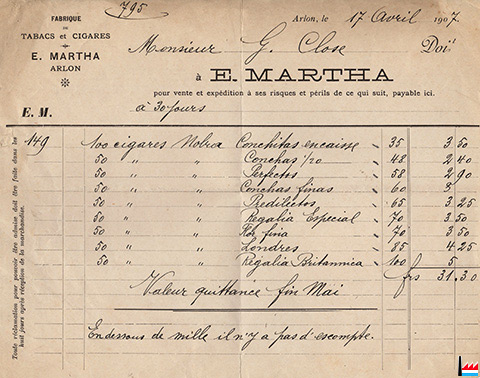 795
FABRIQUE
DE
TABACS et CIGARES
E. MARTHA
ARLON
Arlon, le 17 Avril 1907.
Monsieur G. Close Doit
à E. MARTHA
pour vente et expédition à ses risques et périls de ce qui suit, payable ici.
E. M. à 30 jours
149 100 cigares Nobra Conchitas encaisse " 35 3 50
50 " " Conchas 1/20 " 48 2 40
50 " " Perfectos " 58 2 90
50 " " Conchas finas " 60 3
50 " " Predilectos " 65 3 25
50 " " Regalia Especial " 70 3 50
50 " " Flor fina " 70 3 50
50 " " Londres " 85 4 25
50 " " Regalia Britannica " 100 5
frs 31 30
Valeur quittance fin Mai
En dessous de mille il n'y a pas d'escompte.
Toute réclamation pour pouvoir être admise doit être faite dans les
huit jours après réception de la marchandise.